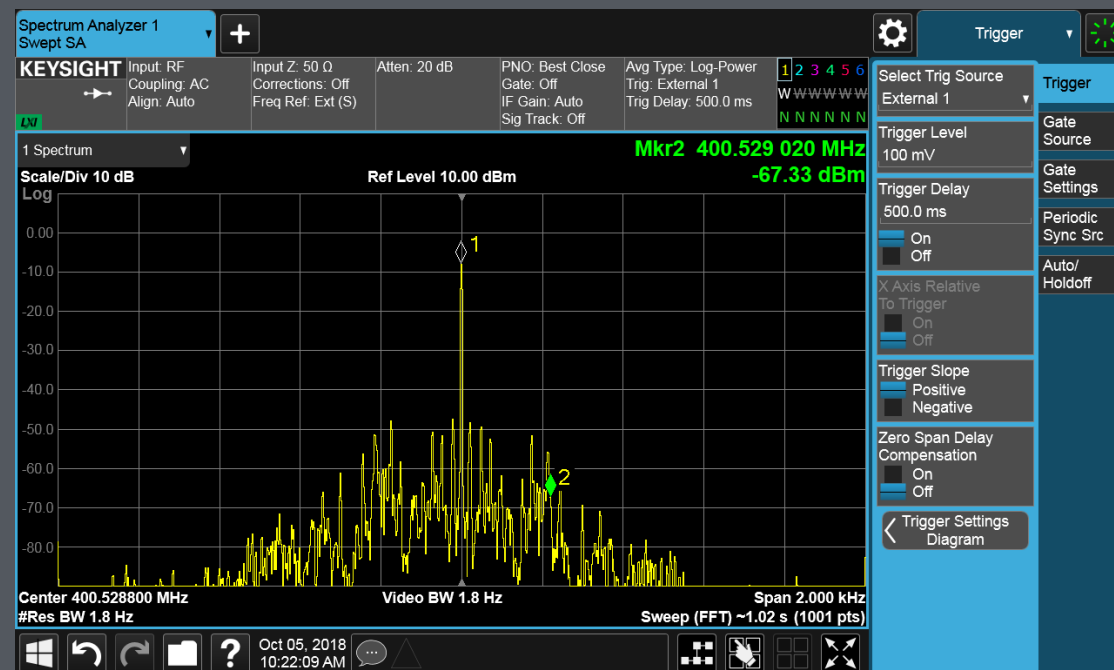 Spectrum Analyzer 1
Swept SA
+
Trigger
KEYSIGHT
LXI
Input: RF
Coupling: AC
Align: Auto
Input Z: 50 Ω
Corrections: Off
Freq Ref: Ext (S)
Atten: 20 dB
PNO: Best Close
Gate: Off
IF Gain: Auto
Sig Track: Off
Avg Type: Log-Power
Trig: External 1
Trig Delay: 500.0 ms
1 2 3 4 5 6
W W W W W W
N N N N N N
1 Spectrum
Mkr2 400.529 020 MHz
-67.33 dBm
Scale/Div 10 dB
Ref Level 10.00 dBm
Log
0.00
-10.0
-20.0
-30.0
-40.0
-50.0
-60.0
-70.0
-80.0
1
2
Center 400.528800 MHz
Video BW 1.8 Hz
Span 2.000 kHz
#Res BW 1.8 Hz
Sweep (FFT) ~1.02 s (1001 pts)
Select Trig Source
External 1
Trigger Level
100 mV
Trigger Delay
500.0 ms
On
Off
X Axis Relative
To Trigger
On
Off
Trigger Slope
Positive
Negative
Zero Span Delay
Compensation
On
Off
Trigger Settings
Diagram
Trigger
Gate
Source
Gate
Settings
Periodic
Sync Src
Auto/
Holdoff
?
Oct 05, 2018
10:22:09 AM